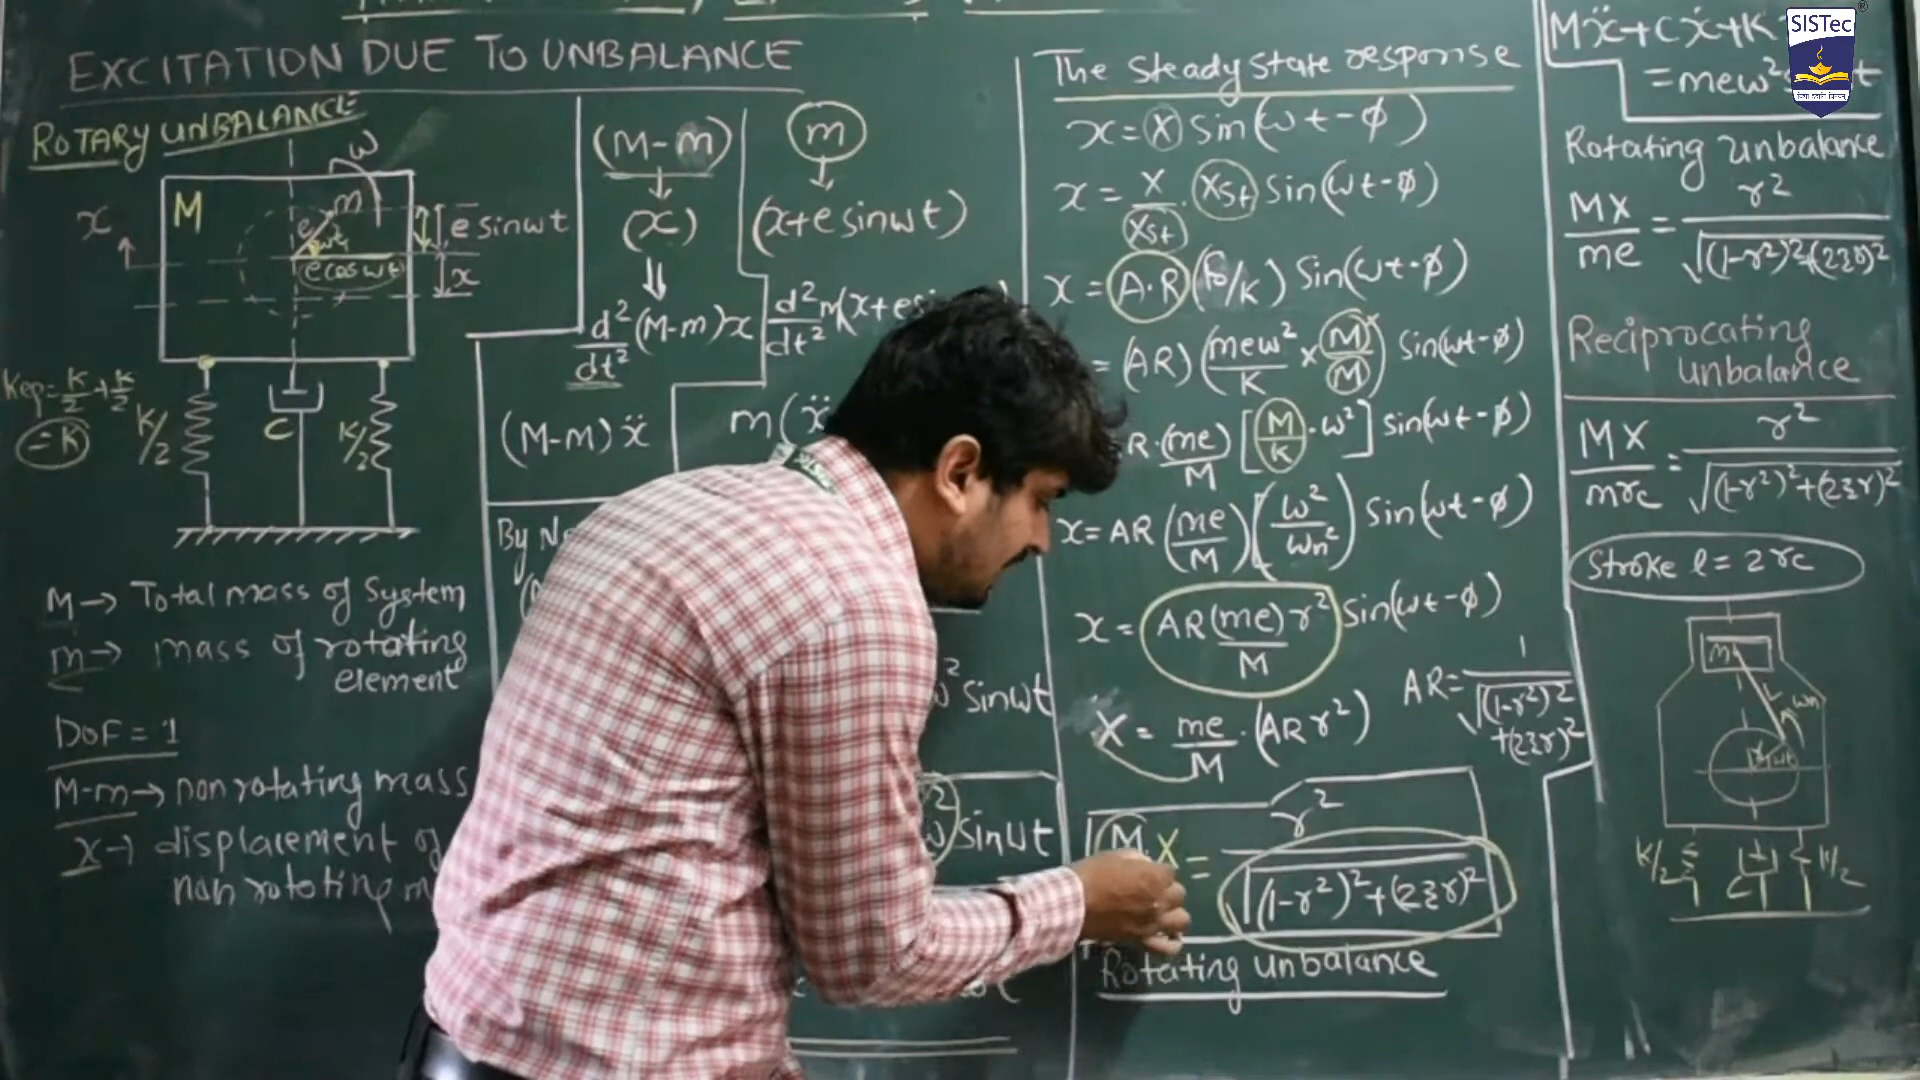 EXCITATION DUE TO UNBALANCE
ROTARY UNBALANCE
ω
M
m
x
e
ωt
e sinωt
e cos ωt
x
Keq = K/2 + K/2
= K
K/2
C
K/2
M → Total mass of System
m → mass of rotating
element
DOF = 1
M-m → non rotating mass
x → displacement of
non rototing m
(M-m)
↓
(x)
⇓
d²/dt² (M-m)x
(M-m)ẍ
m
↓
(x+e sinωt)
d²/dt² m(x+e
m(ẍ
By Ne
² sinωt
sinωt
The Steady State response
x = X Sin(ωt-φ)
x = X/Xst . Xst Sin(ωt-φ)
x = A.R (Fo/K) Sin(ωt-φ)
= (AR) (meω²/K × M/M) Sin(ωt-φ)
R. (me)/M [M/K . ω²] sin(ωt-φ)
x = AR (me/M) (ω²/ωn²) Sin(ωt-φ)
x = AR(me)r²/M Sin(ωt-φ)
X = me/M . (AR r²)
AR = 1/√((1-r²)²+(2ξr)²)
M X = r²/√((1-r²)²+(2ξr)²)
Rotating unbalance
SISTec
Mẍ+Cẋ+K
= meω² s t
Rotating unbalance
MX/me = r²/√((1-r²)²+(2ξr)²)
Reciprocating
unbalance
MX/mrc = r²/√((1-r²)²+(2ξr)²)
Stroke l = 2rc
m
L
ωn
K/2
C
K/2